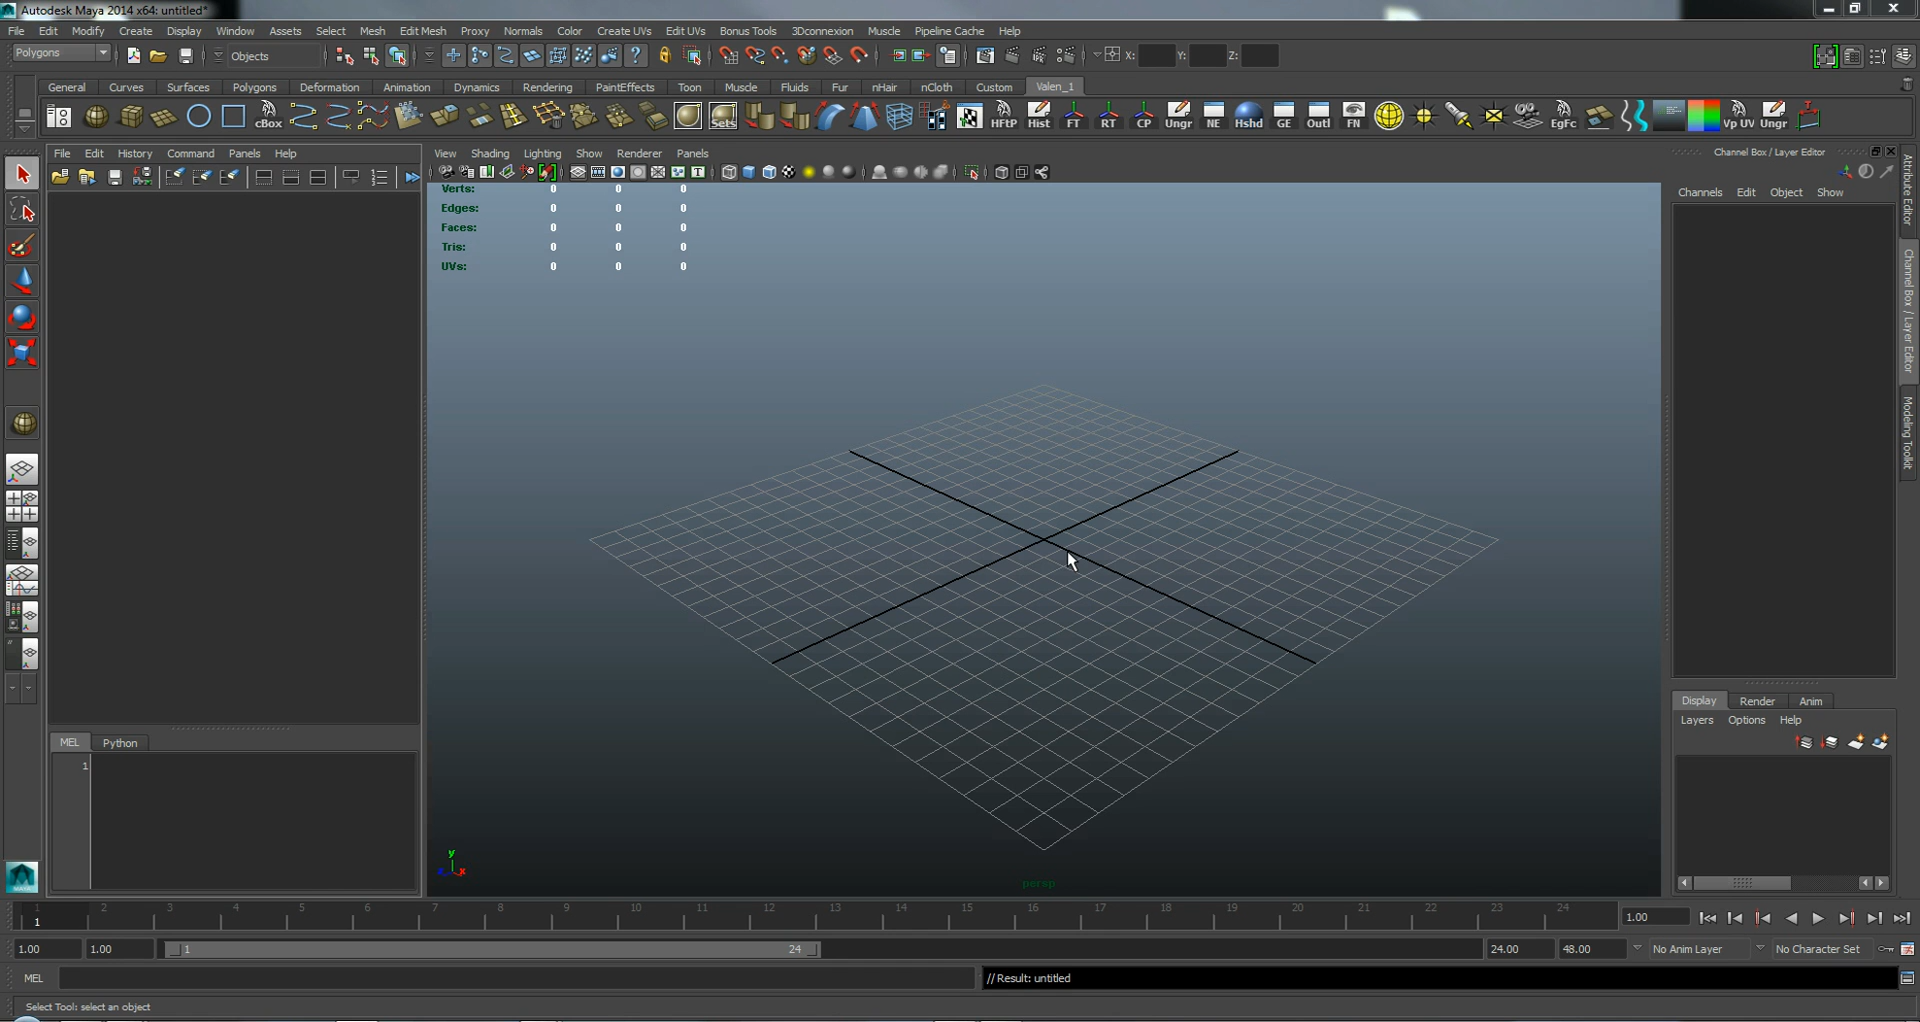 Autodesk Maya 2014 x64: untitled*
File Edit Modify Create Display Window Assets Select Mesh Edit Mesh Proxy Normals Color Create UVs Edit UVs Bonus Tools 3Dconnexion Muscle Pipeline Cache Help
Polygons Objects X: Y: Z:
General Curves Surfaces Polygons Deformation Animation Dynamics Rendering PaintEffects Toon Muscle Fluids Fur nHair nCloth Custom Valen_1
cBox Sets HFtP Hist FT RT CP Ungr NE Hshd GE Outl FN EgFc Vp UV Ungr
File Edit History Command Panels Help
View Shading Lighting Show Renderer Panels
Channel Box / Layer Editor
Channels Edit Object Show
Verts: 0 0 0
Edges: 0 0 0
Faces: 0 0 0
Tris: 0 0 0
UVs: 0 0 0
Attribute Editor
Channel Box / Layer Editor
Modeling Toolkit
MEL Python
1
Display Render Anim
Layers Options Help
y
z x
persp
1 2 3 4 5 6 7 8 9 10 11 12 13 14 15 16 17 18 19 20 21 22 23 24
1
1.00
1.00 1.00 1 24 24.00 48.00 No Anim Layer No Character Set
MEL // Result: untitled
Select Tool: select an object